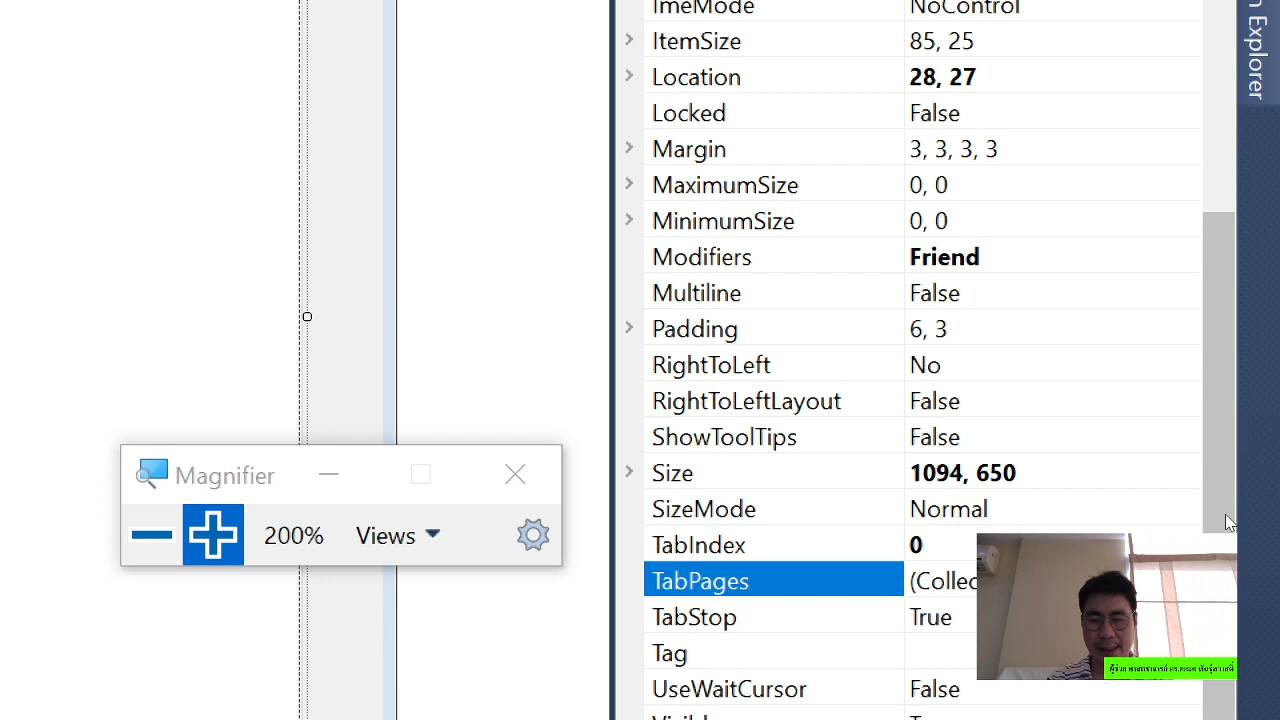 ImeMode NoControl
ItemSize 85, 25
Location 28, 27
Locked False
Margin 3, 3, 3, 3
MaximumSize 0, 0
MinimumSize 0, 0
Modifiers Friend
Multiline False
Padding 6, 3
RightToLeft No
RightToLeftLayout False
ShowToolTips False
Size 1094, 650
SizeMode Normal
TabIndex 0
TabPages (Collec
TabStop True
Tag
UseWaitCursor False
Explorer
Magnifier
200% Views